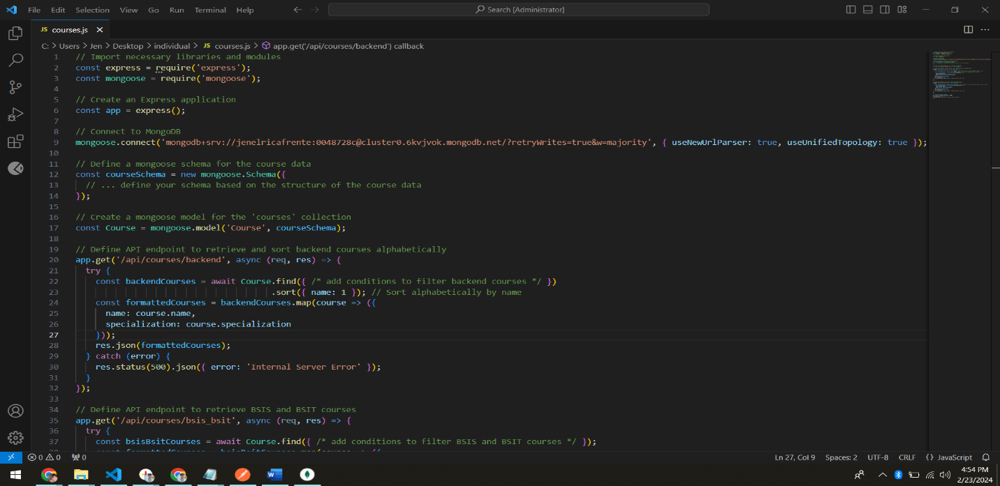 File Edit Selection View Go Run Terminal Help
Search [Administrator]
JS courses.js
C: > Users > Jen > Desktop > individual > JS courses.js > app.get('/api/courses/backend') callback
1 // Import necessary libraries and modules
2 const express = require('express');
3 const mongoose = require('mongoose');
4
5 // Create an Express application
6 const app = express();
7
8 // Connect to MongoDB
9 mongoose.connect('mongodb+srv://jenelricafrente:0048728c@cluster0.6kvjvok.mongodb.net/?retryWrites=true&w=majority', { useNewUrlParser: true, useUnifiedTopology: true });
10
11 // Define a mongoose schema for the course data
12 const courseSchema = new mongoose.Schema({
13 // ... define your schema based on the structure of the course data
14 });
15
16 // Create a mongoose model for the 'courses' collection
17 const Course = mongoose.model('Course', courseSchema);
18
19 // Define API endpoint to retrieve and sort backend courses alphabetically
20 app.get('/api/courses/backend', async (req, res) => {
21 try {
22 const backendCourses = await Course.find({ /* add conditions to filter backend courses */ })
23 .sort({ name: 1 }); // Sort alphabetically by name
24 const formattedCourses = backendCourses.map(course => ({
25 name: course.name,
26 specialization: course.specialization
27 }));
28 res.json(formattedCourses);
29 } catch (error) {
30 res.status(500).json({ error: 'Internal Server Error' });
31 }
32 });
33
34 // Define API endpoint to retrieve BSIS and BSIT courses
35 app.get('/api/courses/bsis_bsit', async (req, res) => {
36 try {
37 const bsisBsitCourses = await Course.find({ /* add conditions to filter BSIS and BSIT courses */ });
0 0 0
Ln 27, Col 9 Spaces: 2 UTF-8 CRLF {} JavaScript
4:54 PM
2/23/2024